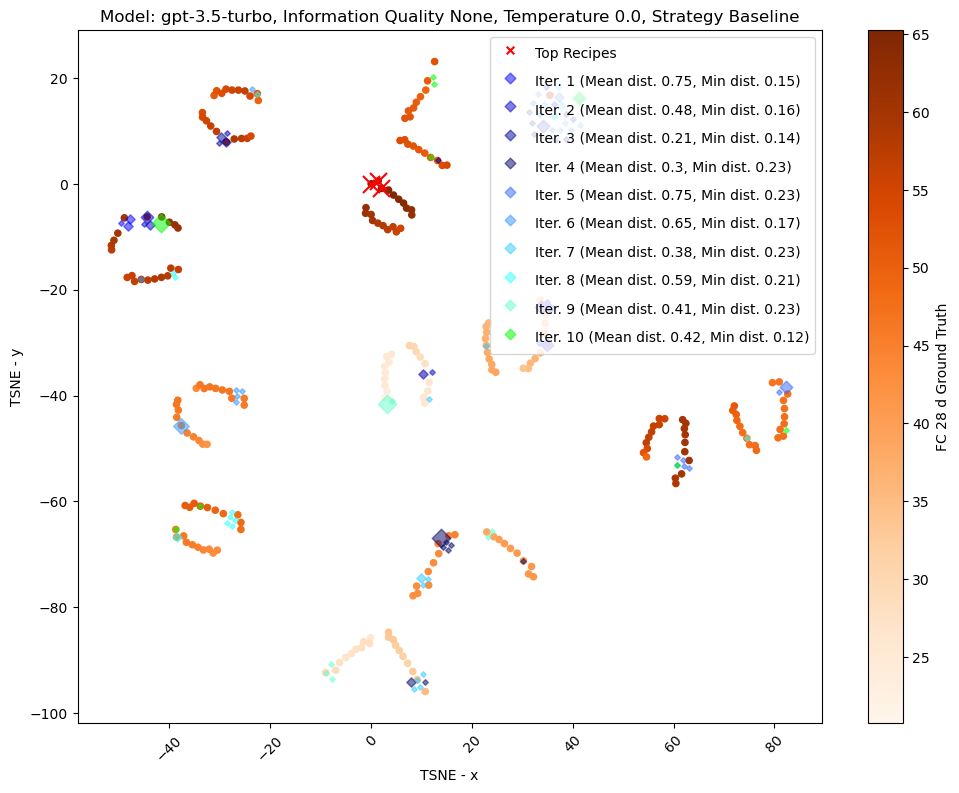 Model: gpt-3.5-turbo, Information Quality None, Temperature 0.0, Strategy Baseline
Top Recipes
Iter. 1 (Mean dist. 0.75, Min dist. 0.15)
Iter. 2 (Mean dist. 0.48, Min dist. 0.16)
Iter. 3 (Mean dist. 0.21, Min dist. 0.14)
Iter. 4 (Mean dist. 0.3, Min dist. 0.23)
Iter. 5 (Mean dist. 0.75, Min dist. 0.23)
Iter. 6 (Mean dist. 0.65, Min dist. 0.17)
Iter. 7 (Mean dist. 0.38, Min dist. 0.23)
Iter. 8 (Mean dist. 0.59, Min dist. 0.21)
Iter. 9 (Mean dist. 0.41, Min dist. 0.23)
Iter. 10 (Mean dist. 0.42, Min dist. 0.12)
TSNE - y
20
0
−20
−40
−60
−80
−100
−40
−20
0
20
40
60
80
TSNE - x
65
60
55
50
45
40
35
30
25
FC 28 d Ground Truth